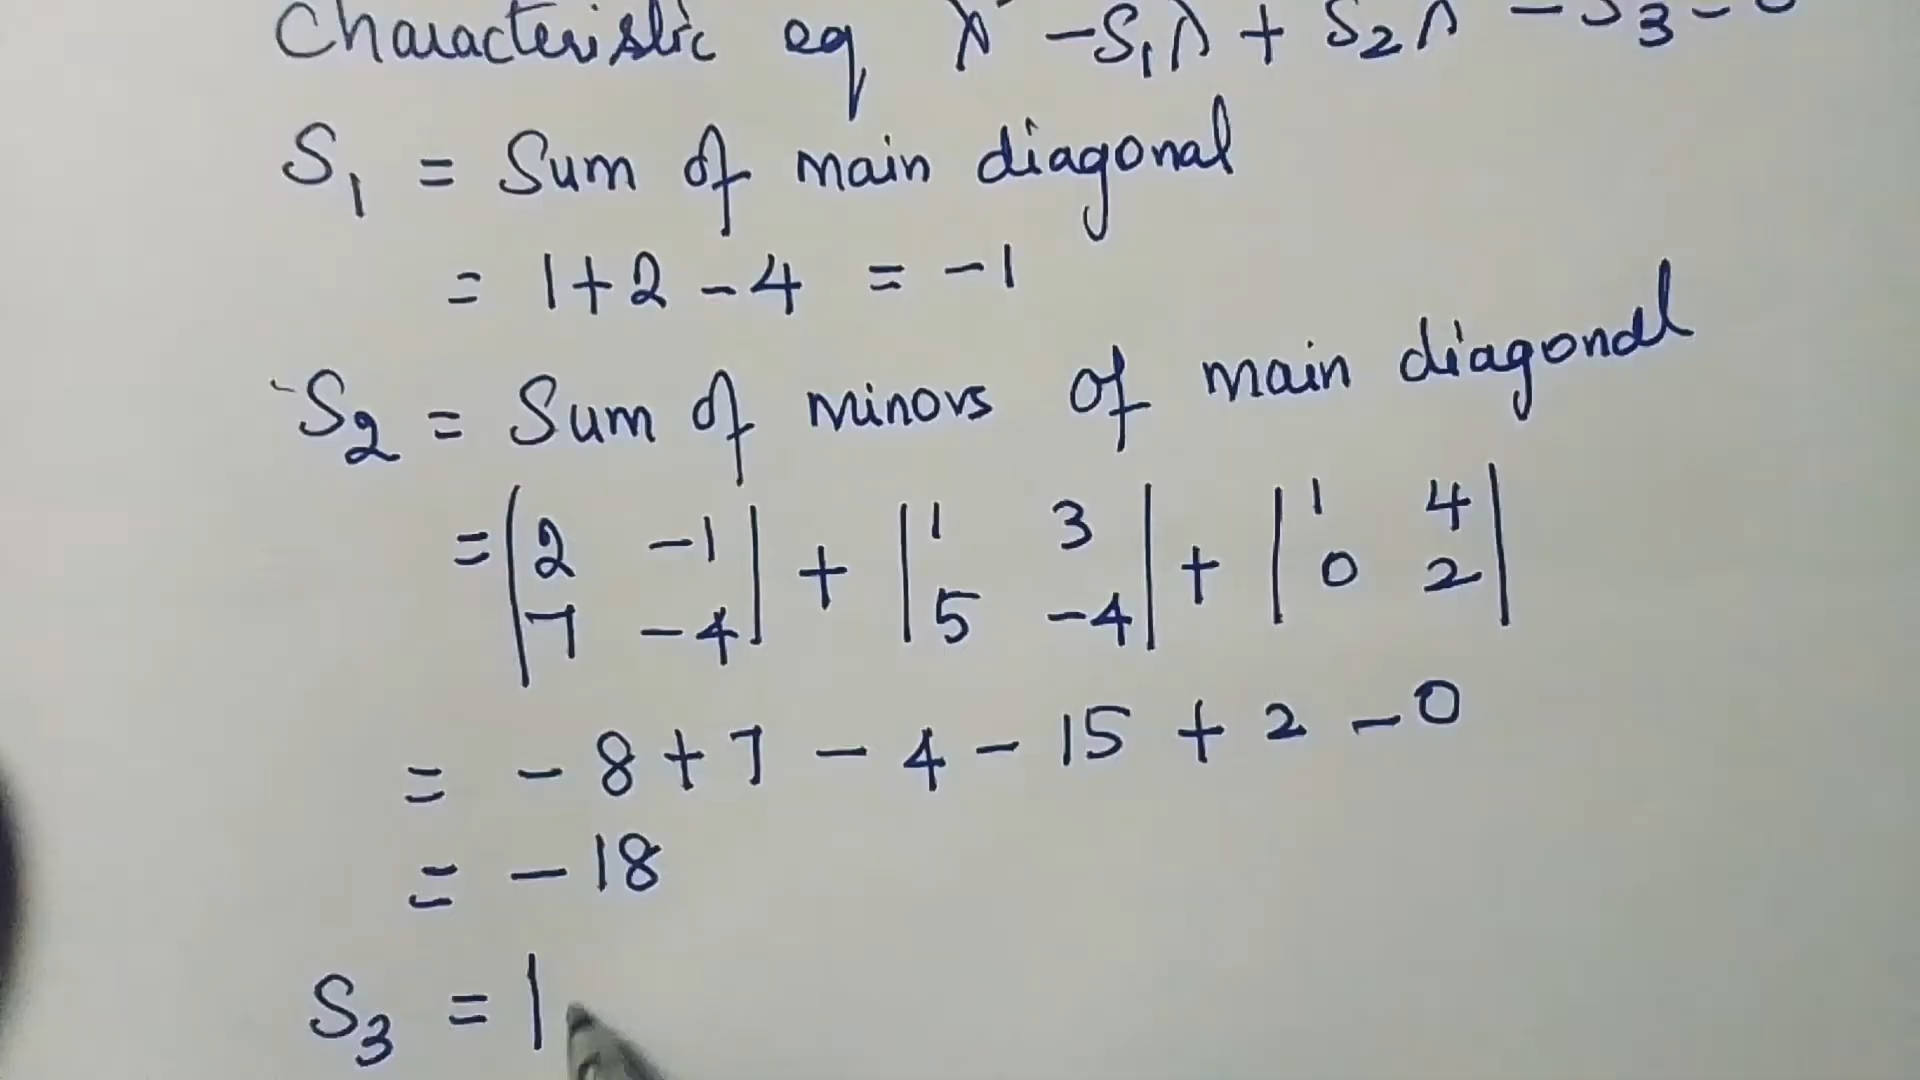 Characteristic eq λ - S₁λ + S₂λ - S₃ = 0
S₁ = Sum of main diagonal
= 1 + 2 - 4 = -1
S₂ = Sum of minors of main diagonal
= |2 -1| + |1 3| + |1 4|
|7 -4| |5 -4| |0 2|
= - 8 + 7 - 4 - 15 + 2 - 0
= - 18
S₃ = |